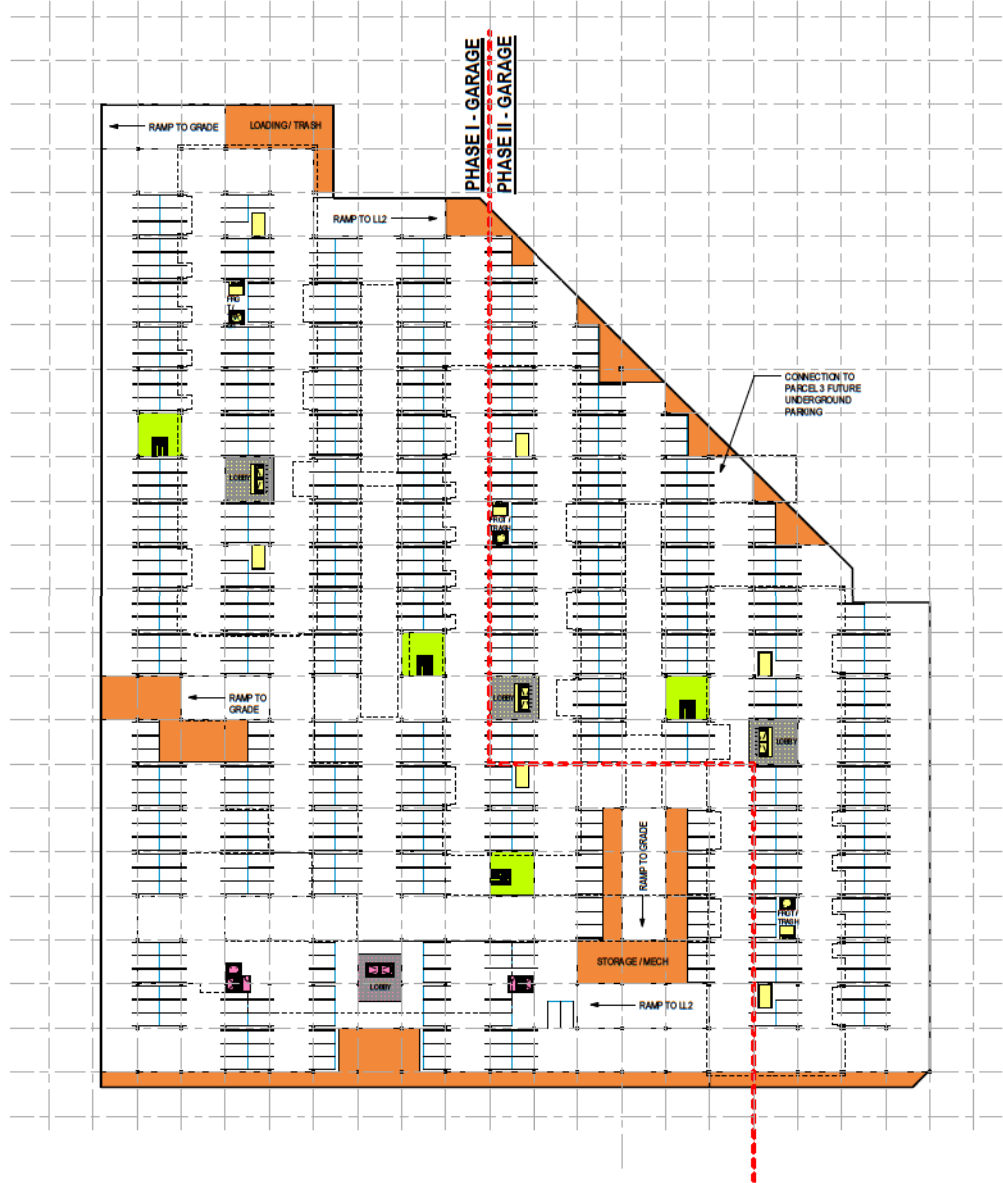 PHASE I - GARAGE
PHASE II - GARAGE
RAMP TO GRADE
LOADING / TRASH
RAMP TO LL2
FRG
T /
CONNECTION TO
PARCEL 3 FUTURE
UNDERGROUND
PARKING
LOBBY
FRGT /
TRASH
RAMP TO
GRADE
LOBBY
LOBBY
RAMP TO GRADE
FRGT /
TRASH
STORAGE / MECH
LOBBY
RAMP TO LL2